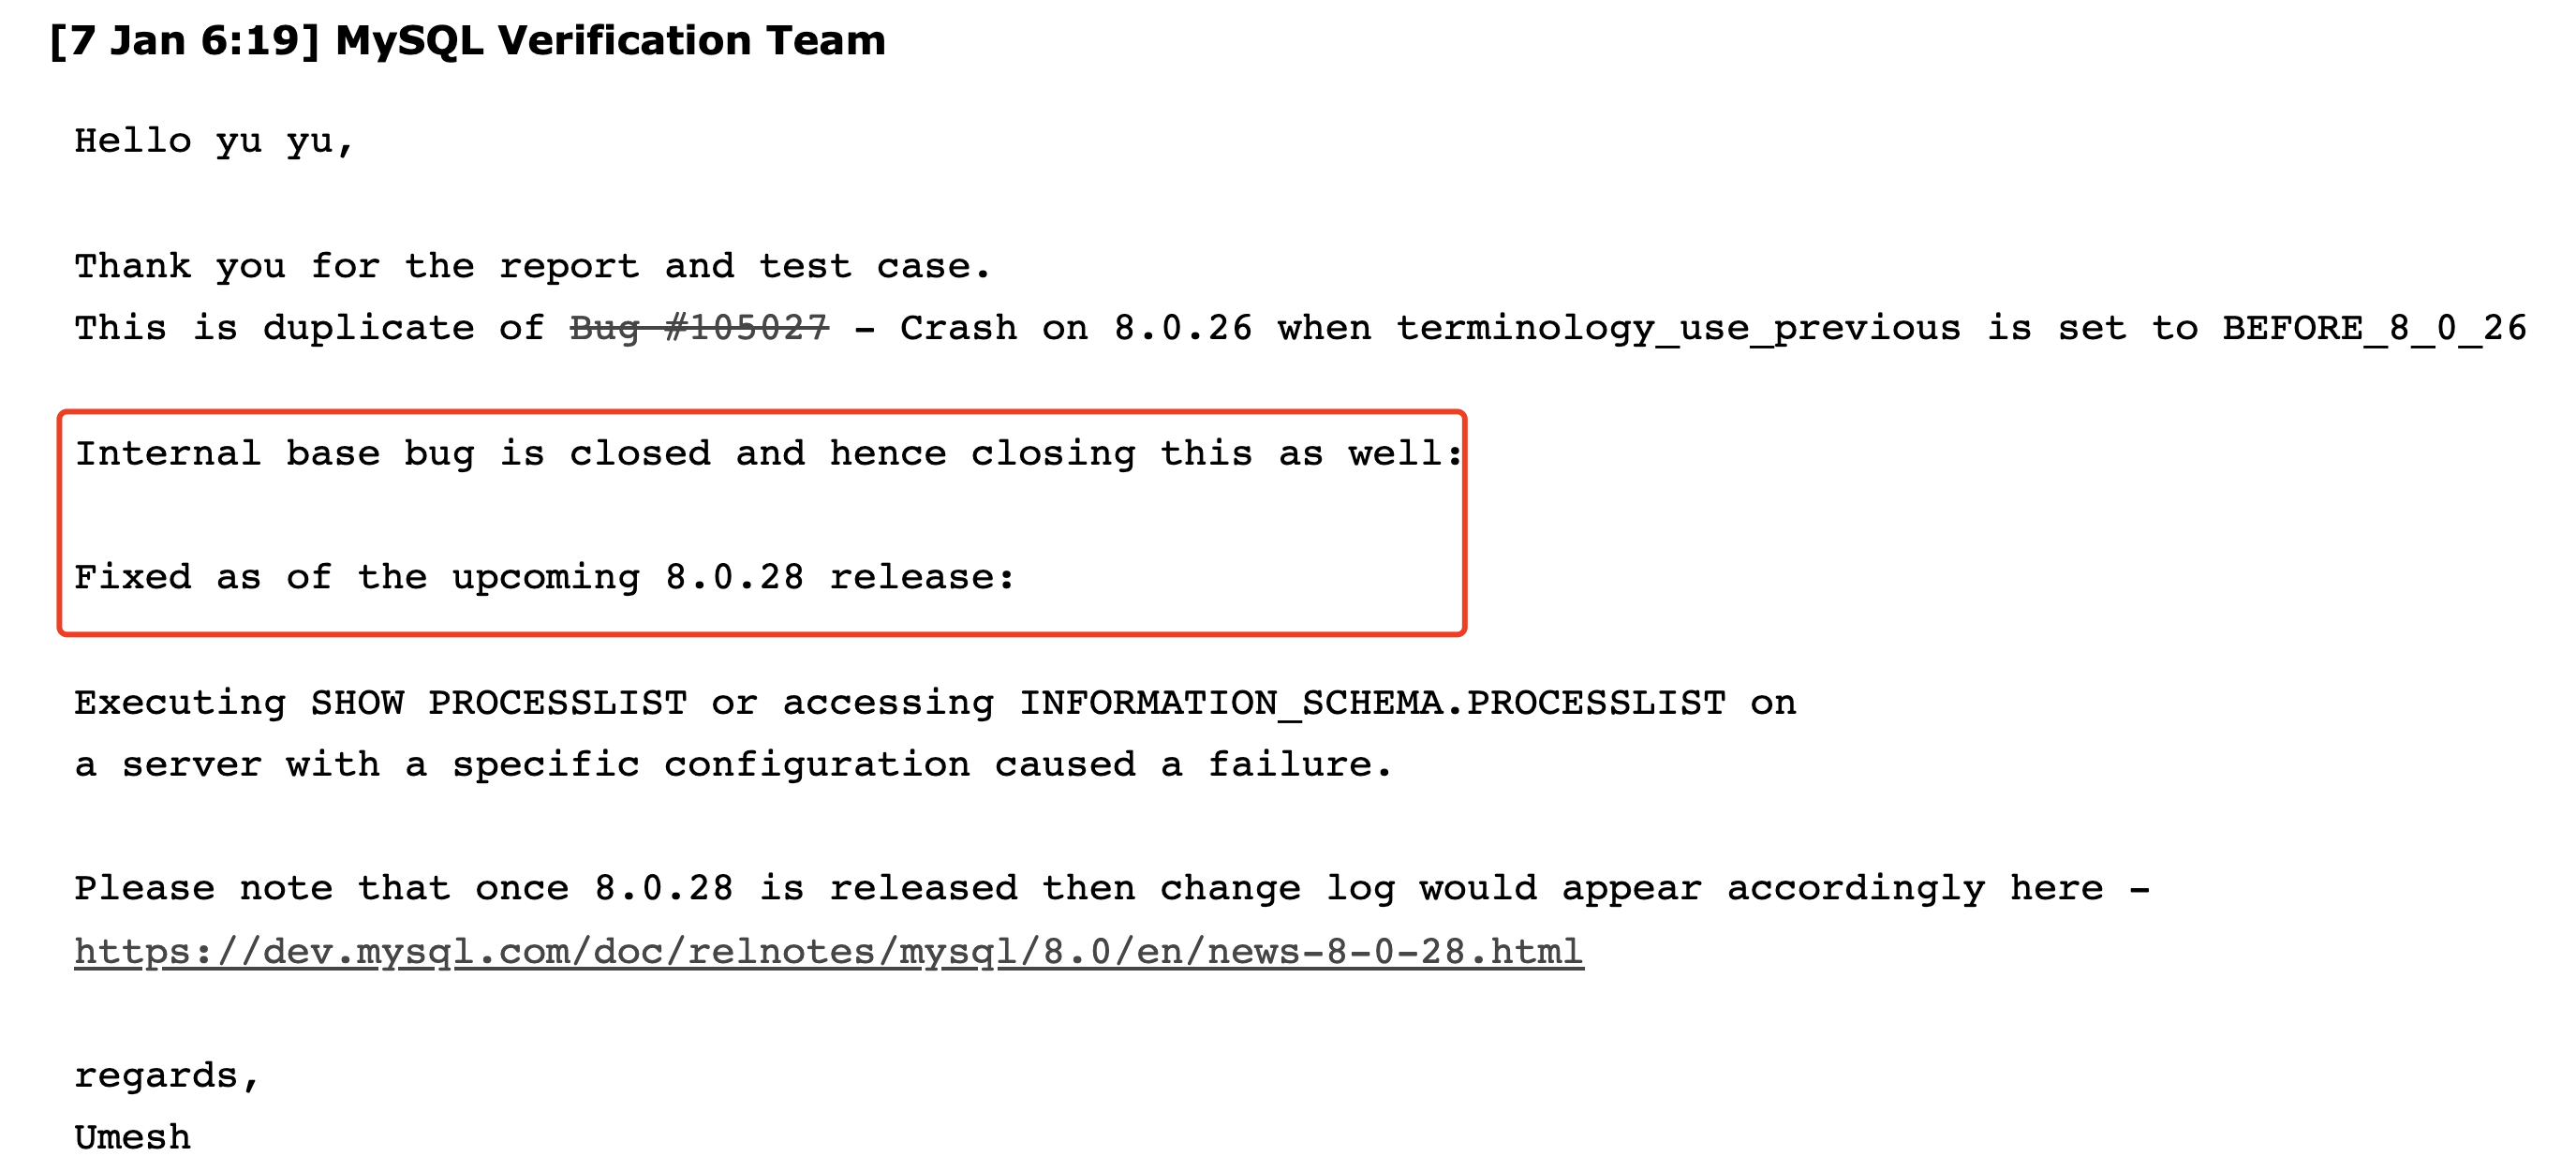 [7 Jan 6:19] MySQL Verification Team
Hello yu yu,
Thank you for the report and test case.
This is duplicate of Bug #105027 - Crash on 8.0.26 when terminology_use_previous is set to BEFORE_8_0_26
Internal base bug is closed and hence closing this as well:
Fixed as of the upcoming 8.0.28 release:
Executing SHOW PROCESSLIST or accessing INFORMATION_SCHEMA.PROCESSLIST on
a server with a specific configuration caused a failure.
Please note that once 8.0.28 is released then change log would appear accordingly here -
https://dev.mysql.com/doc/relnotes/mysql/8.0/en/news-8-0-28.html
regards,
Umesh